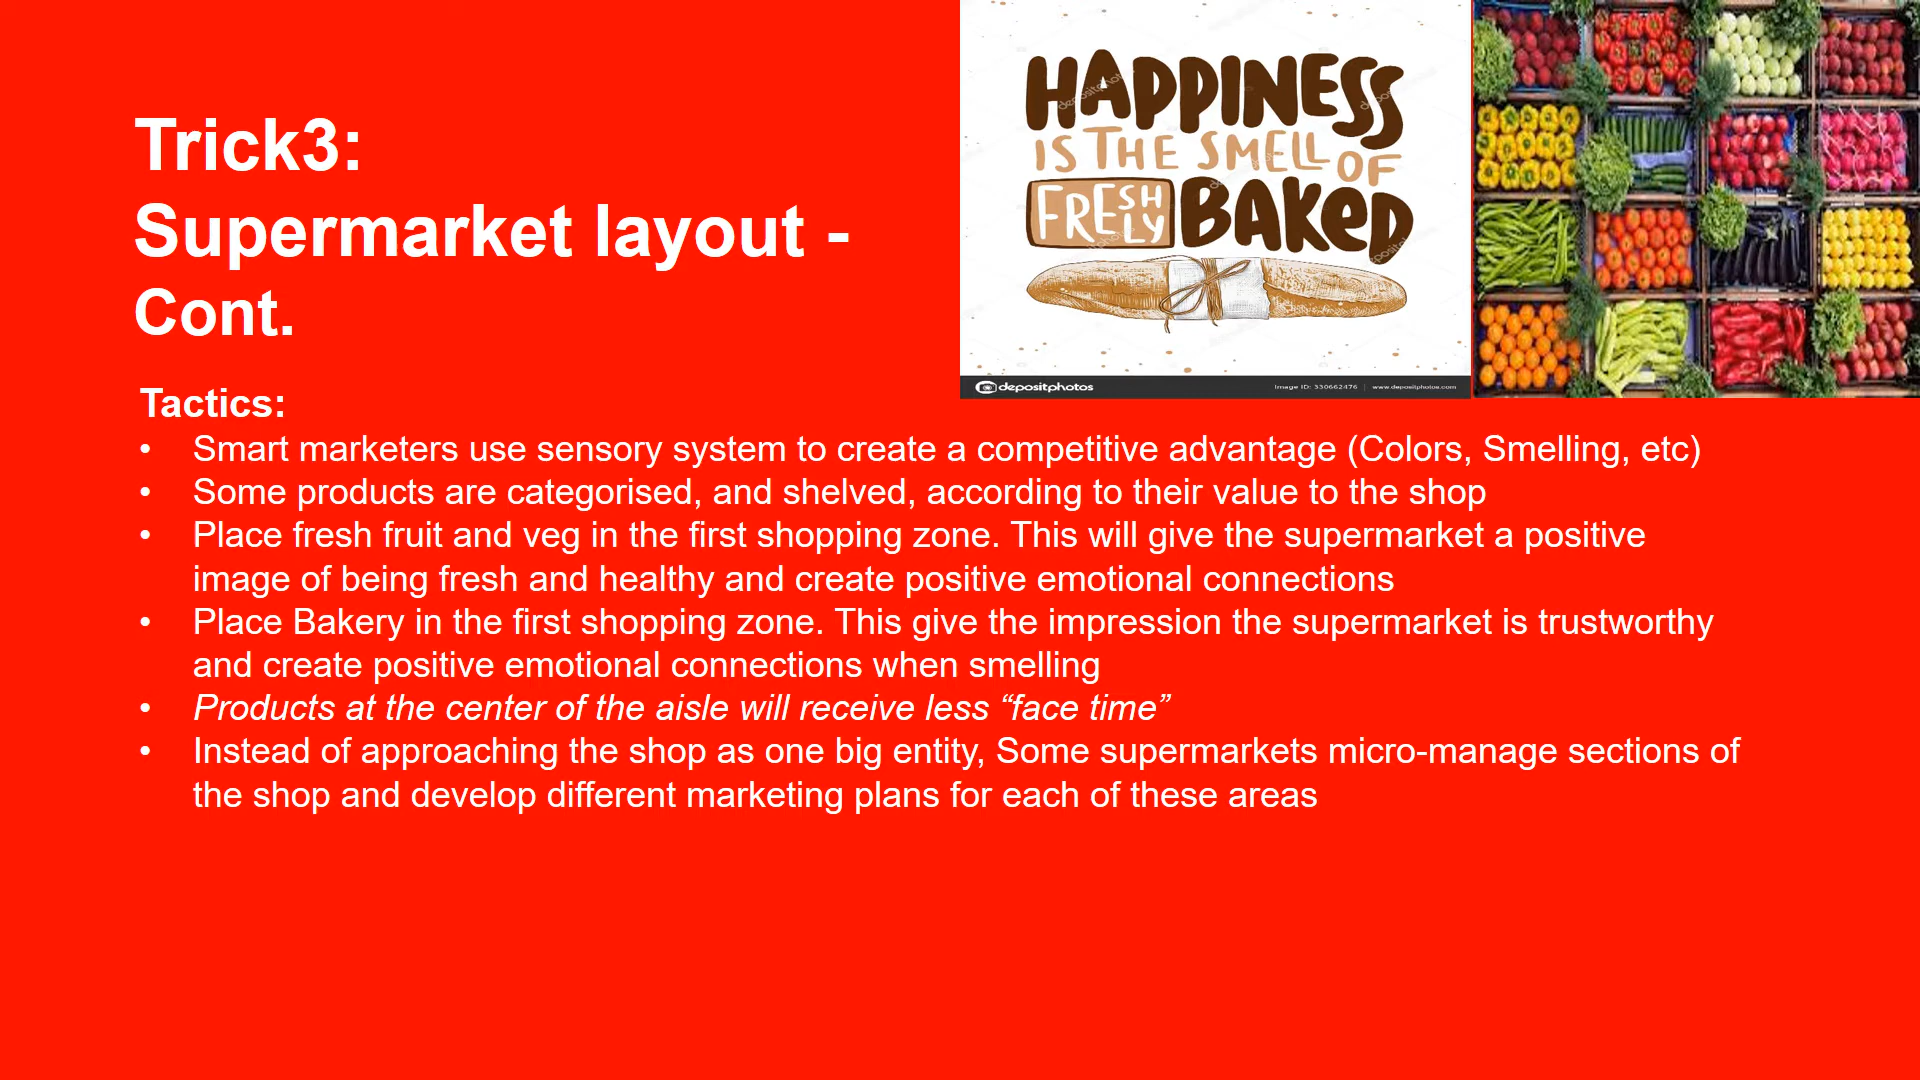 Trick3:
Supermarket layout -
Cont.
HAPPINESS
IS THE SMELL OF
FRESHLY BAKED
depositphotos
Image ID: 330662476 | www.depositphotos.com
Tactics:
• Smart marketers use sensory system to create a competitive advantage (Colors, Smelling, etc)
• Some products are categorised, and shelved, according to their value to the shop
• Place fresh fruit and veg in the first shopping zone. This will give the supermarket a positive
image of being fresh and healthy and create positive emotional connections
• Place Bakery in the first shopping zone. This give the impression the supermarket is trustworthy
and create positive emotional connections when smelling
• Products at the center of the aisle will receive less “face time”
• Instead of approaching the shop as one big entity, Some supermarkets micro-manage sections of
the shop and develop different marketing plans for each of these areas